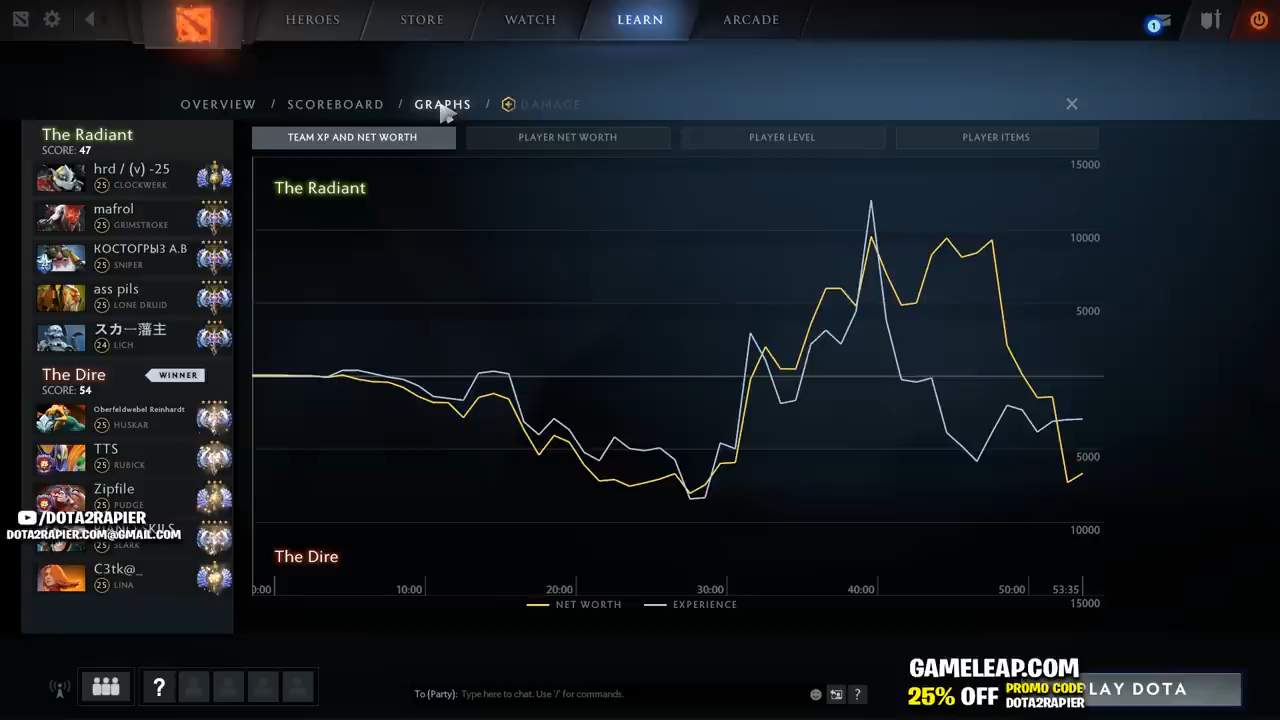 HEROES
STORE
WATCH
LEARN
ARCADE
1
OVERVIEW / SCOREBOARD / GRAPHS / DAMAGE
TEAM XP AND NET WORTH
PLAYER NET WORTH
PLAYER LEVEL
PLAYER ITEMS
The Radiant
SCORE: 47
hrd / (v) -25
25 CLOCKWERK
mafrol
25 GRIMSTROKE
КОСТОГРЫЗ А.В
25 SNIPER
ass pils
25 LONE DRUID
スカー藩主
24 LICH
The Dire
WINNER
SCORE: 54
Oberfeldwebel Reinhardt
25 HUSKAR
TTS
25 RUBICK
Zipfile
25 PUDGE
/DOTA2RAPIER
DOTA2RAPIER.COM@GMAIL.COM
SLARK
C3tk@_
25 LINA
The Radiant
15000
10000
5000
5000
10000
15000
The Dire
0:00
10:00
20:00
30:00
40:00
50:00
53:35
NET WORTH
EXPERIENCE
?
To (Party): Type here to chat. Use '/' for commands.
?
GAMELEAP.COM
25% OFF PROMO CODE
DOTA2RAPIER
LAY DOTA